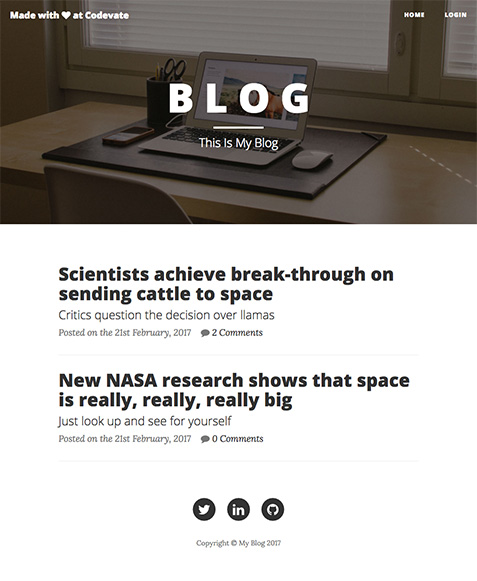 Made with ♥ at Codevate
HOME LOGIN
BLOG
This Is My Blog
Scientists achieve break-through on
sending cattle to space
Critics question the decision over llamas
Posted on the 21st February, 2017 2 Comments
New NASA research shows that space
is really, really, really big
Just look up and see for yourself
Posted on the 21st February, 2017 0 Comments
Copyright © My Blog 2017